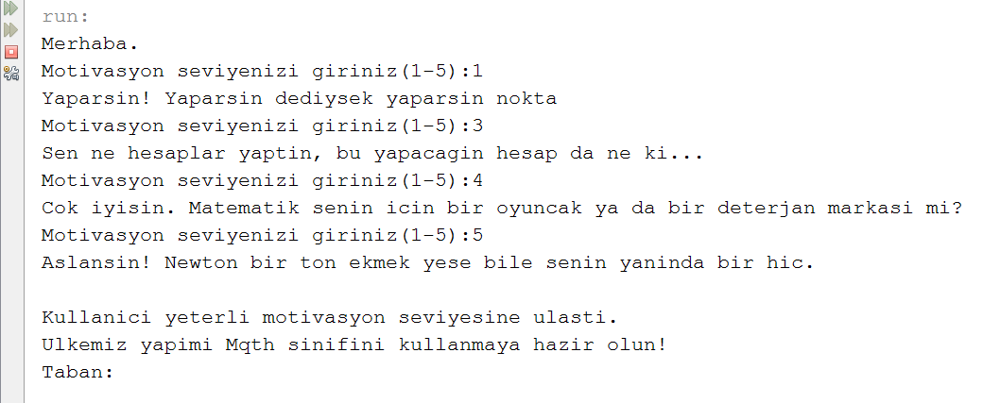 run:
Merhaba.
Motivasyon seviyenizi giriniz(1-5):1
Yaparsin! Yaparsin dediysek yaparsin nokta
Motivasyon seviyenizi giriniz(1-5):3
Sen ne hesaplar yaptin, bu yapacagin hesap da ne ki...
Motivasyon seviyenizi giriniz(1-5):4
Cok iyisin. Matematik senin icin bir oyuncak ya da bir deterjan markasi mi?
Motivasyon seviyenizi giriniz(1-5):5
Aslansin! Newton bir ton ekmek yese bile senin yaninda bir hic.
Kullanici yeterli motivasyon seviyesine ulasti.
Ulkemiz yapimi Mqth sinifini kullanmaya hazir olun!
Taban: